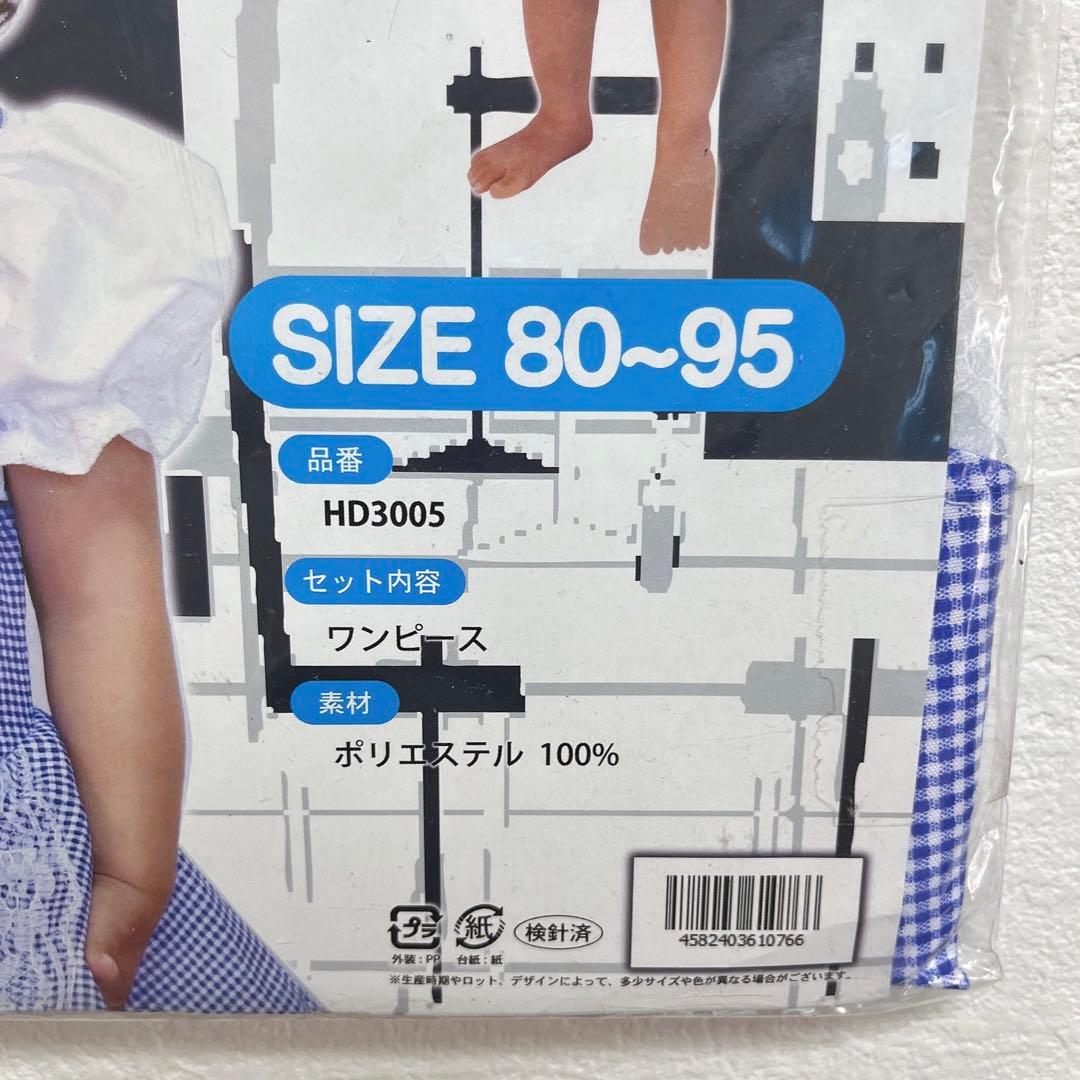 SIZE 80~95
品番
HD3005
セット内容
ワンピース
素材
ポリエステル 100%
プラ
紙
検針済
外装：PP
台紙：紙
4582403610766
※生産時期やロット、デザインによって、多少サイズや色が異なる場合がございます。